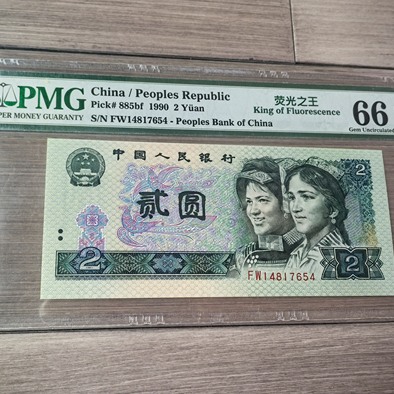 PMG
PER MONEY GUARANTY
China / Peoples Republic
Pick# 885bf 1990 2 Yüan
S/N FW14817654 - Peoples Bank of China
荧光之王
King of Fluorescence
66
Gem Uncirculated
中国人民银行
2
贰圆
FW14817654
2
2